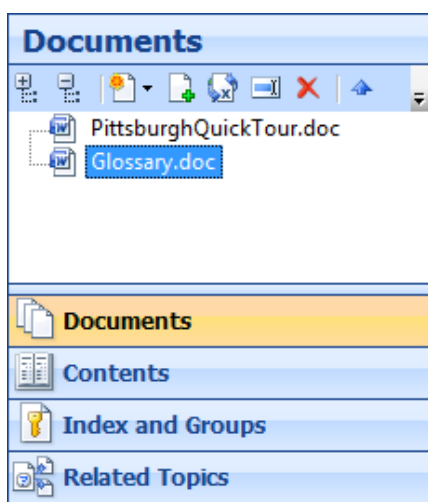 Documents
PittsburghQuickTour.doc
Glossary.doc
Documents
Contents
Index and Groups
Related Topics